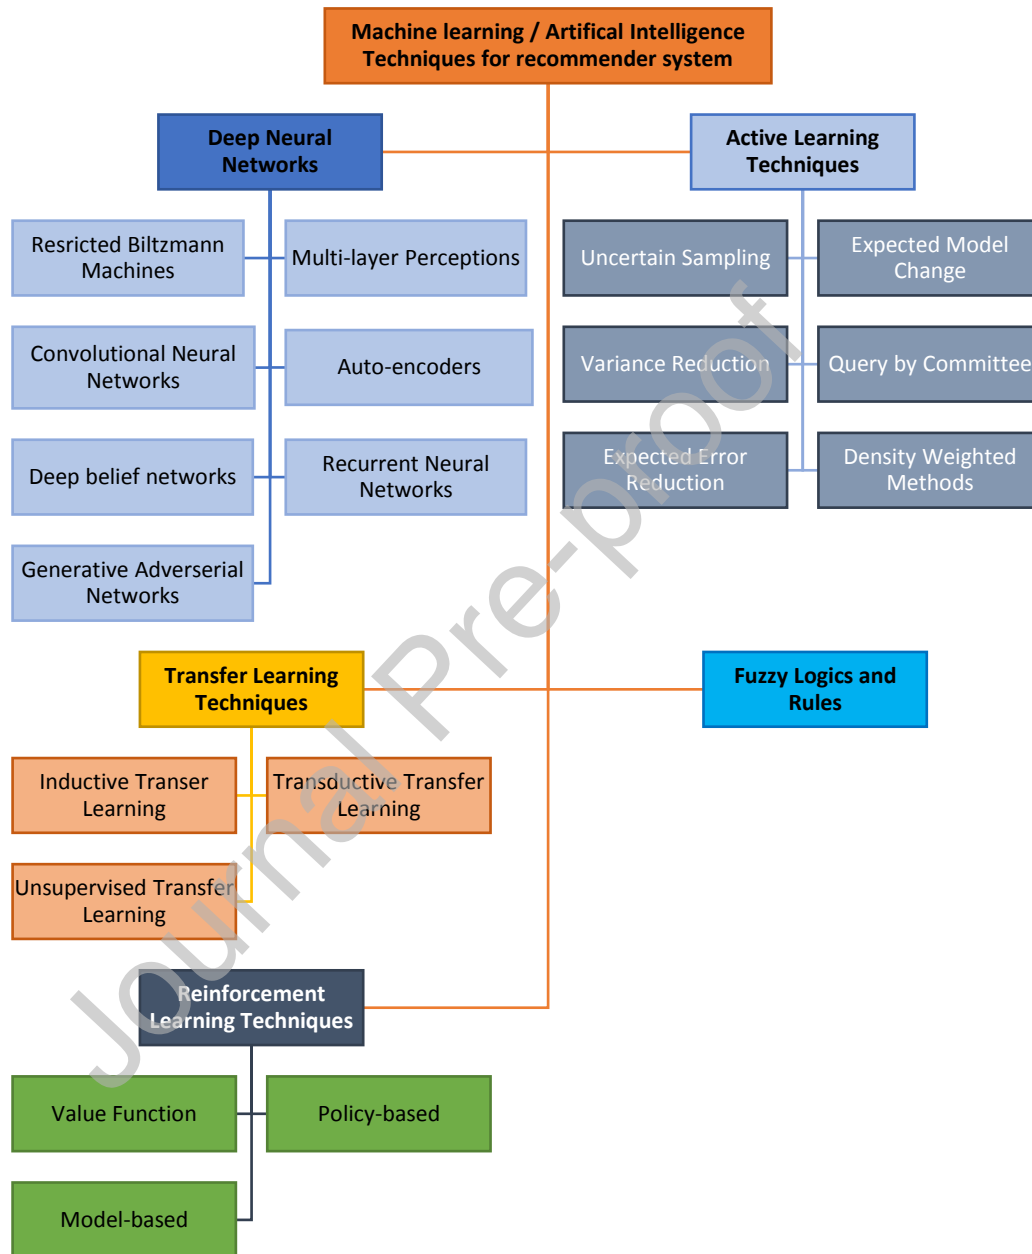 Machine learning / Artifical Intelligence
Techniques for recommender system
Deep Neural
Networks
Active Learning
Techniques
Resricted Biltzmann
Machines
Multi-layer Perceptions
Uncertain Sampling
Expected Model
Change
Convolutional Neural
Networks
Auto-encoders
Variance Reduction
Query by Committee
Deep belief networks
Recurrent Neural
Networks
Expected Error
Reduction
Density Weighted
Methods
Generative Adverserial
Networks
Transfer Learning
Techniques
Fuzzy Logics and
Rules
Inductive Transer
Learning
Transductive Transfer
Learning
Unsupervised Transfer
Learning
Reinforcement
Learning Techniques
Value Function
Policy-based
Model-based
Journal Pre-proof